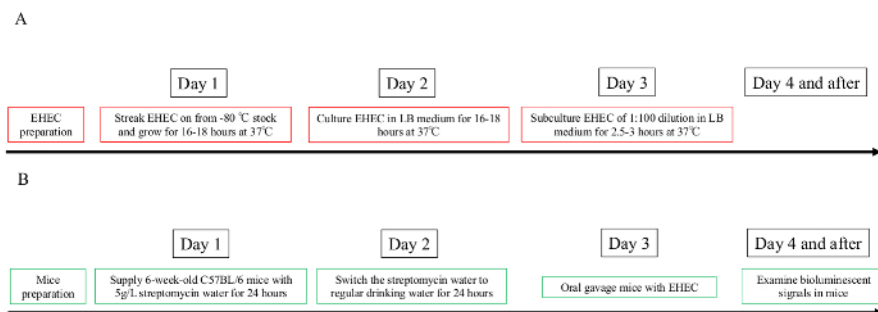 A
Day 1
Day 2
Day 3
Day 4 and after
EHEC
preparation
Streak EHEC on from -80 ℃ stock
and grow for 16-18 hours at 37℃
Culture EHEC in LB medium for 16-18
hours at 37℃
Subculture EHEC of 1:100 dilution in LB
medium for 2.5-3 hours at 37℃
B
Day 1
Day 2
Day 3
Day 4 and after
Mice
preparation
Supply 6-week-old C57BL/6 mice with
5g/L streptomycin water for 24 hours
Switch the streptomycin water to
regular drinking water for 24 hours
Oral gavage mice with EHEC
Examine bioluminescent
signals in mice